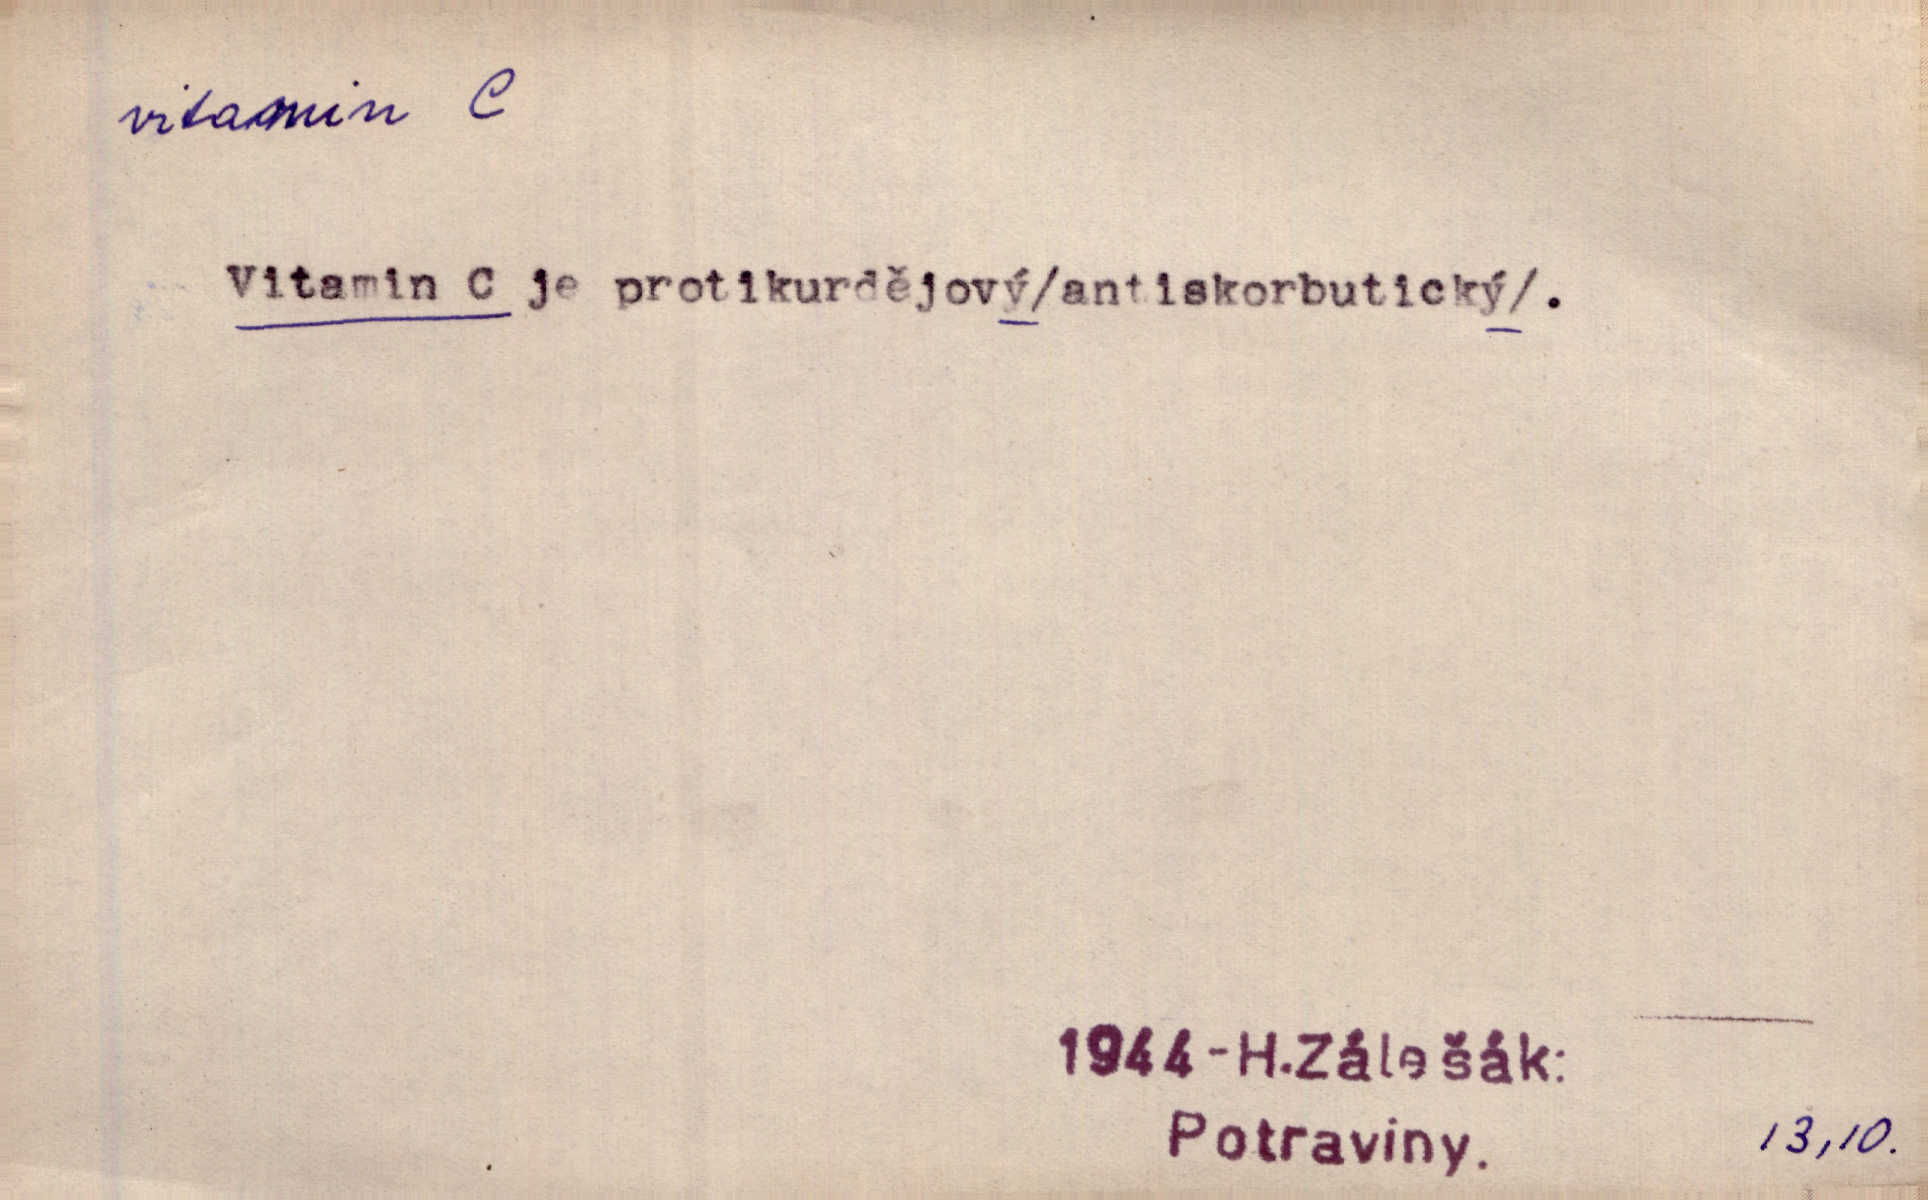 vitamin C
Vitamin C je protikurdějový/antiskorbutický/.
1944-H.Zálešák:
Potraviny.
13,10.